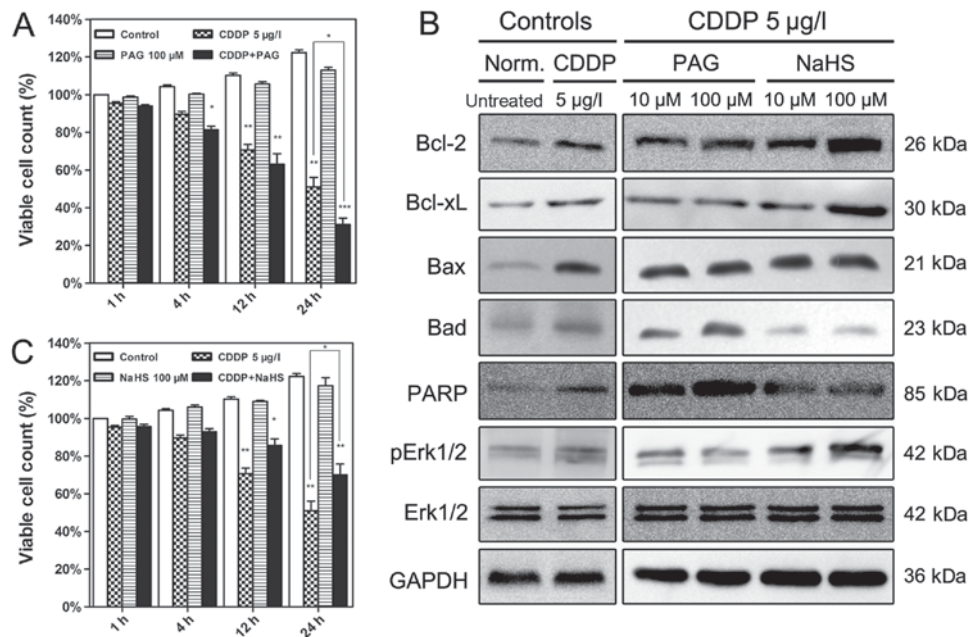 A
140%
120%
100%
80%
60%
40%
20%
0%
Viable cell count (%)
Control
CDDP 5 µg/l
PAG 100 µM
CDDP+PAG
*
*
**
**
**
***
1 h
4 h
12 h
24 h
C
140%
120%
100%
80%
60%
40%
20%
0%
Viable cell count (%)
Control
CDDP 5 µg/l
NaHS 100 µM
CDDP+NaHS
*
**
*
**
**
1 h
4 h
12 h
24 h
B
Controls
CDDP 5 µg/l
Norm.
CDDP
PAG
NaHS
Untreated
5 µg/l
10 µM
100 µM
10 µM
100 µM
Bcl-2
26 kDa
Bcl-xL
30 kDa
Bax
21 kDa
Bad
23 kDa
PARP
85 kDa
pErk1/2
42 kDa
Erk1/2
42 kDa
GAPDH
36 kDa